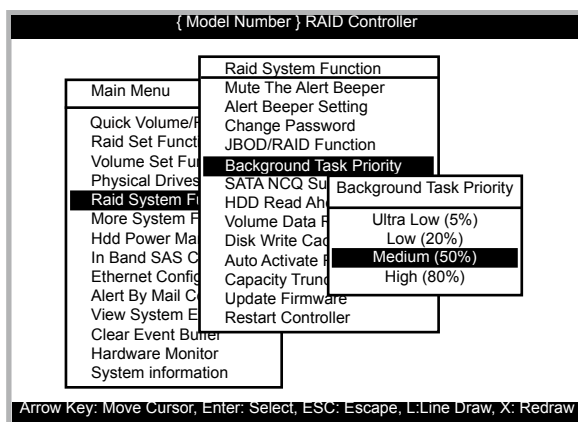 { Model Number } RAID Controller
Main Menu
Quick Volume/
Raid Set Funct
Volume Set Fu
Physical Drives
Raid System F
More System F
Hdd Power Ma
In Band SAS C
Ethernet Config
Alert By Mail C
View System E
Clear Event Buffer
Hardware Monitor
System information
Raid System Function
Mute The Alert Beeper
Alert Beeper Setting
Change Password
JBOD/RAID Function
Background Task Priority
SATA NCQ Su
HDD Read Ah
Volume Data
Disk Write Cac
Auto Activate
Capacity Trunc
Update Firmware
Restart Controller
Background Task Priority
Ultra Low (5%)
Low (20%)
Medium (50%)
High (80%)
Arrow Key: Move Cursor, Enter: Select, ESC: Escape, L:Line Draw, X: Redraw